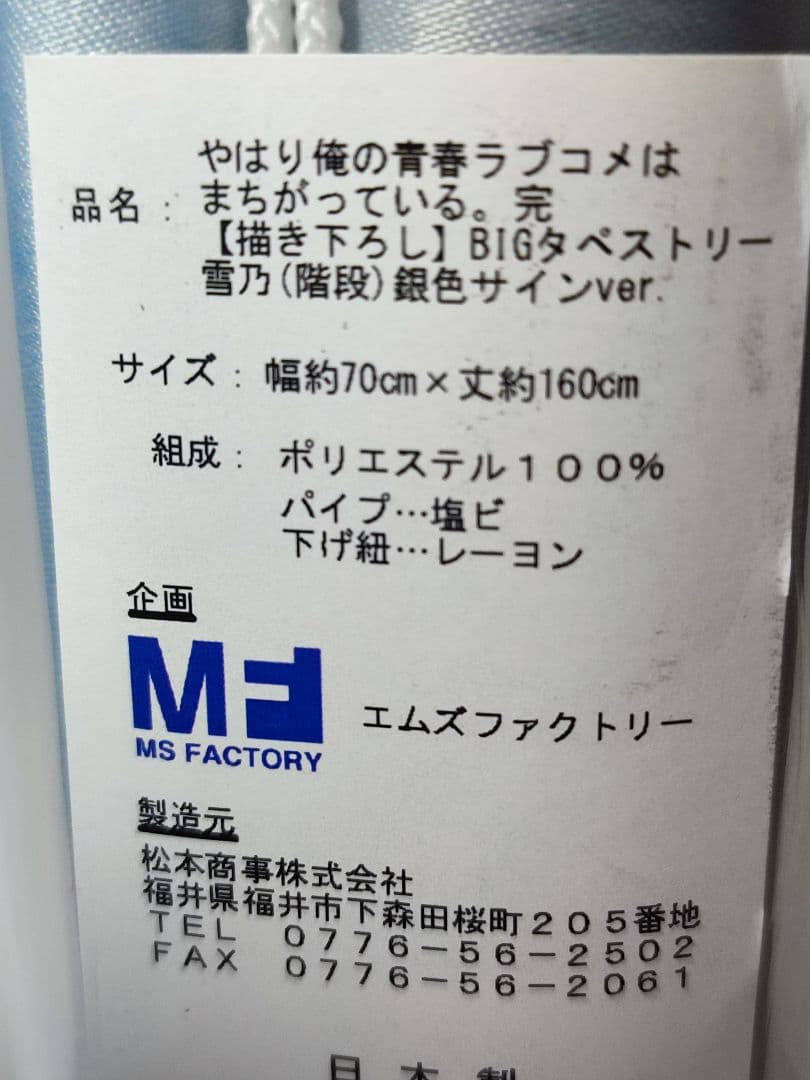 やはり俺の青春ラブコメは
品名：まちがっている。完
【描き下ろし】BIGタペストリー
雪乃(階段)銀色サインver.
サイズ：幅約70cm×丈約160cm
組成：ポリエステル１００%
パイプ…塩ビ
下げ紐…レーヨン
企画
MF
MS FACTORY
エムズファクトリー
製造元
松本商事株式会社
福井県福井市下森田桜町２０５番地
ＴＥＬ　０７７６－５６－２５０２
ＦＡＸ　０７７６－５６－２０６１
日本製